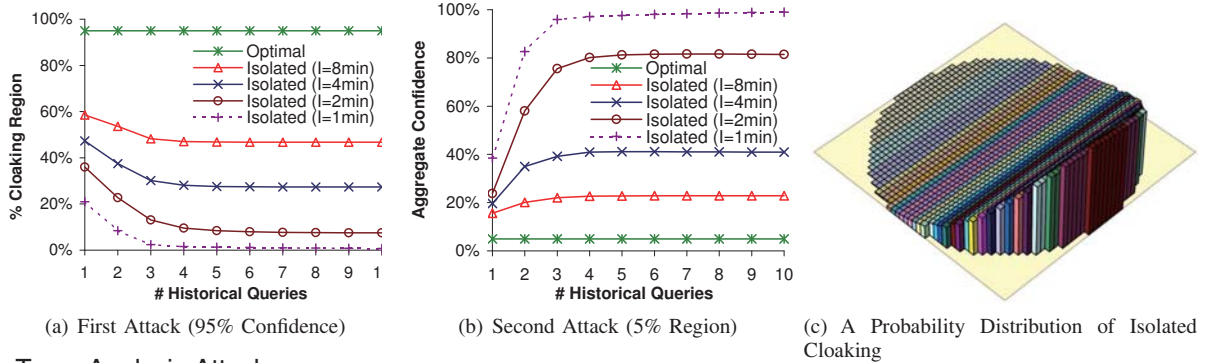 100%
80%
60%
40%
20%
0%
% Cloaking Region
Optimal
Isolated (I=8min)
Isolated (I=4min)
Isolated (I=2min)
Isolated (I=1min)
1 2 3 4 5 6 7 8 9 1
# Historical Queries
(a) First Attack (95% Confidence)
100%
80%
60%
40%
20%
0%
Aggregate Confidence
Optimal
Isolated (I=8min)
Isolated (I=4min)
Isolated (I=2min)
Isolated (I=1min)
1 2 3 4 5 6 7 8 9 10
# Historical Queries
(b) Second Attack (5% Region)
(c) A Probability Distribution of Isolated
Cloaking